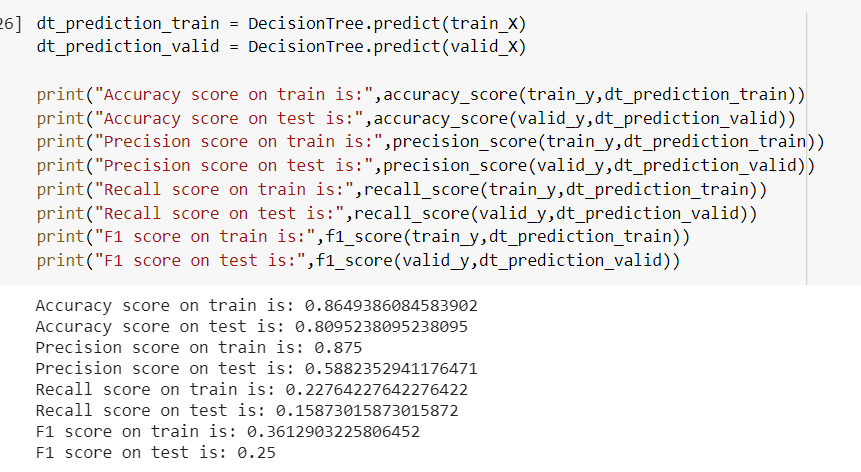 26] dt_prediction_train = DecisionTree.predict(train_X)
dt_prediction_valid = DecisionTree.predict(valid_X)
print("Accuracy score on train is:",accuracy_score(train_y,dt_prediction_train))
print("Accuracy score on test is:",accuracy_score(valid_y,dt_prediction_valid))
print("Precision score on train is:",precision_score(train_y,dt_prediction_train))
print("Precision score on test is:",precision_score(valid_y,dt_prediction_valid))
print("Recall score on train is:",recall_score(train_y,dt_prediction_train))
print("Recall score on test is:",recall_score(valid_y,dt_prediction_valid))
print("F1 score on train is:",f1_score(train_y,dt_prediction_train))
print("F1 score on test is:",f1_score(valid_y,dt_prediction_valid))
Accuracy score on train is: 0.8649386084583902
Accuracy score on test is: 0.8095238095238095
Precision score on train is: 0.875
Precision score on test is: 0.5882352941176471
Recall score on train is: 0.22764227642276422
Recall score on test is: 0.15873015873015872
F1 score on train is: 0.3612903225806452
F1 score on test is: 0.25